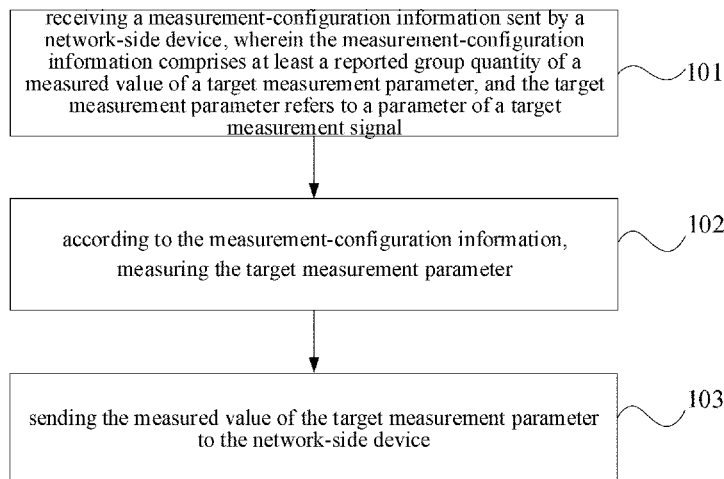 receiving a measurement-configuration information sent by a
network-side device, wherein the measurement-configuration
information comprises at least a reported group quantity of
a measured value of a target measurement parameter, and the target
measurement parameter refers to a parameter of a target
measurement signal
101
according to the measurement-configuration information,
measuring the target measurement parameter
102
sending the measured value of the target measurement parameter
to the network-side device
103